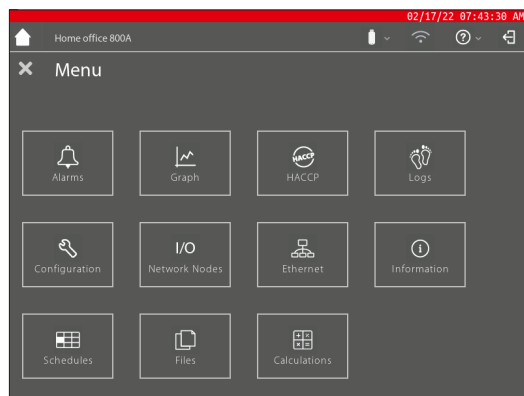 02/17/22 07:43:30 AM
Home office 800A
Menu
Alarms
Graph
HACCP
HACCP
Logs
Configuration
I/O
Network Nodes
Ethernet
Information
Schedules
Files
Calculations